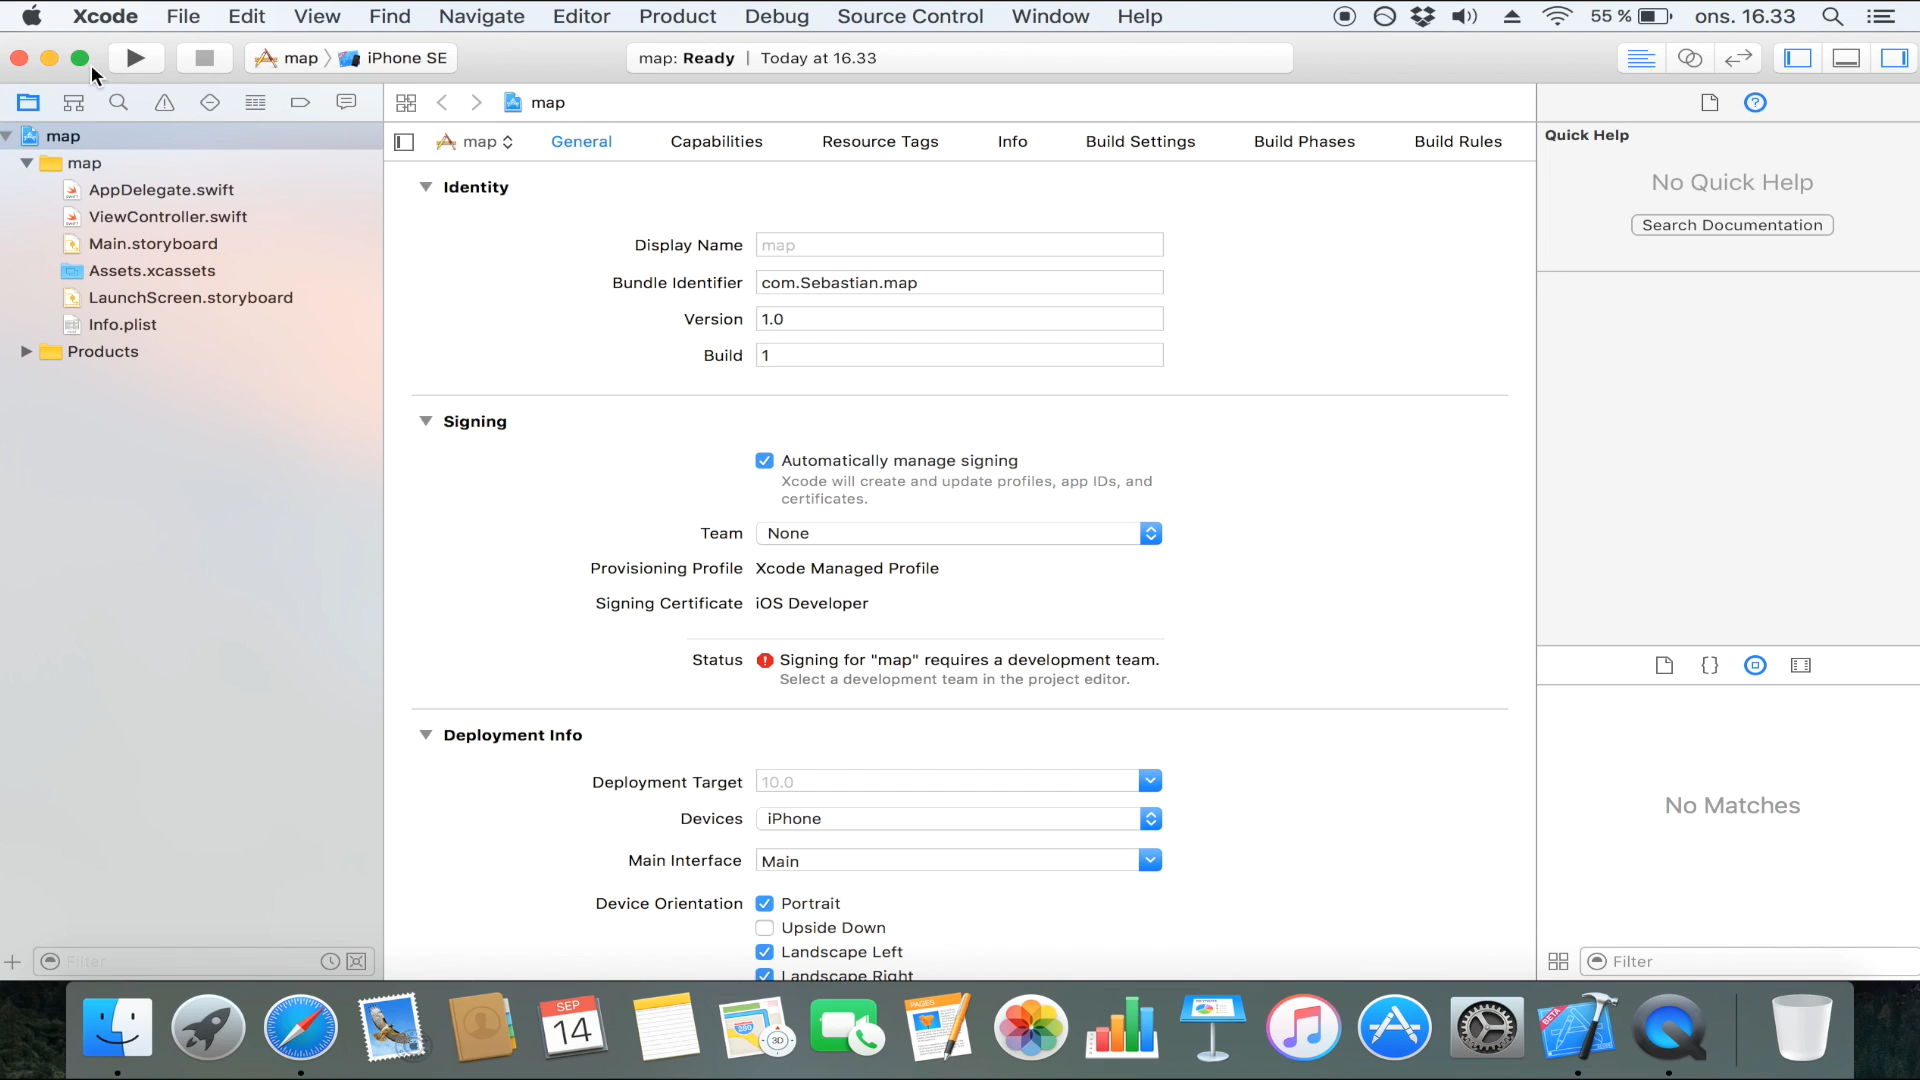 Xcode File Edit View Find Navigate Editor Product Debug Source Control Window Help 55 % ons. 16.33
map iPhone SE map: Ready | Today at 16.33
map
map General Capabilities Resource Tags Info Build Settings Build Phases Build Rules
map
map
AppDelegate.swift
ViewController.swift
Main.storyboard
Assets.xcassets
LaunchScreen.storyboard
Info.plist
Products
Filter
Identity
Display Name map
Bundle Identifier com.Sebastian.map
Version 1.0
Build 1
Signing
Automatically manage signing
Xcode will create and update profiles, app IDs, and
certificates.
Team None
Provisioning Profile Xcode Managed Profile
Signing Certificate iOS Developer
Status Signing for "map" requires a development team.
Select a development team in the project editor.
Deployment Info
Deployment Target 10.0
Devices iPhone
Main Interface Main
Device Orientation Portrait
Upside Down
Landscape Left
Landscape Right
Quick Help
No Quick Help
Search Documentation
No Matches
Filter
SEP
14
280
3D
PAGES
BETA